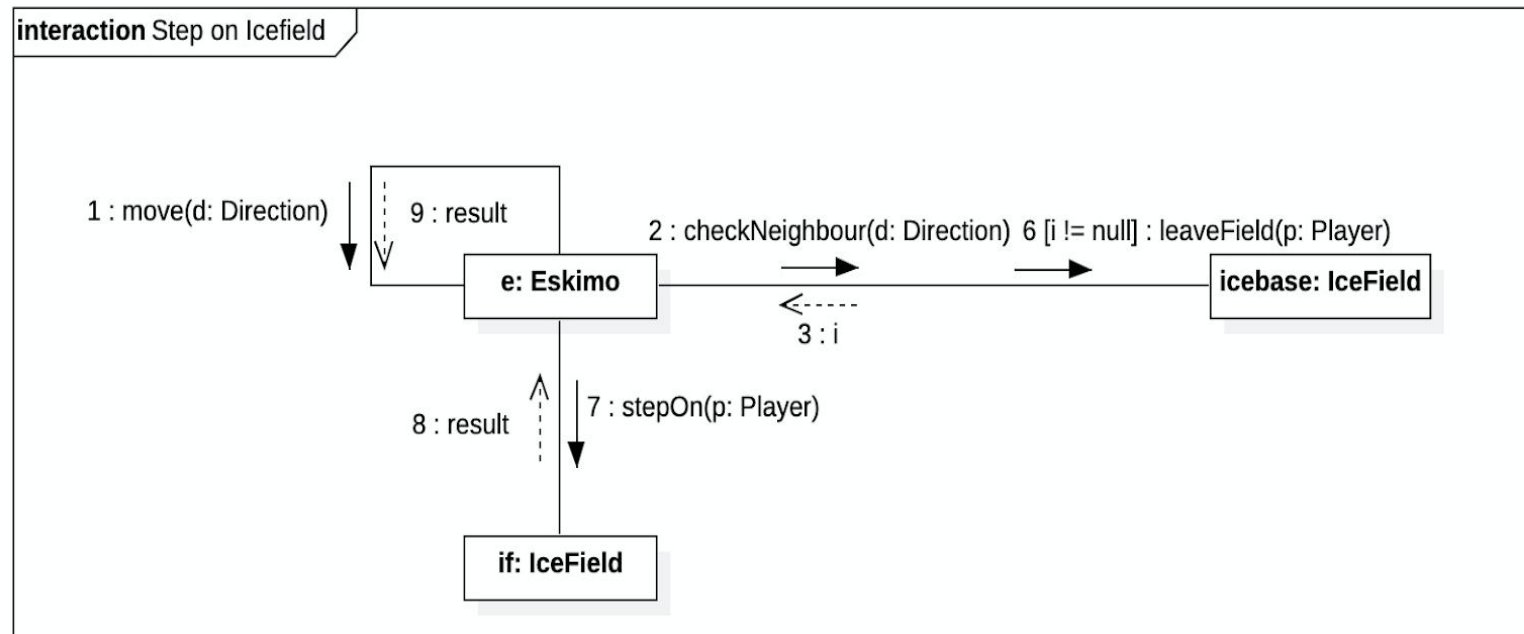 interaction Step on Icefield
1 : move(d: Direction)
9 : result
2 : checkNeighbour(d: Direction)
6 [i != null] : leaveField(p: Player)
e: Eskimo
icebase: IceField
3 : i
8 : result
7 : stepOn(p: Player)
if: IceField